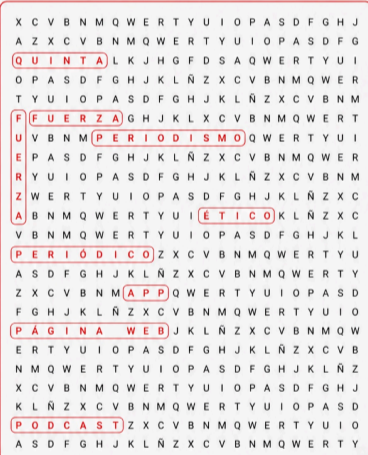 X C V B N M Q W E R T Y U I O P A S D F G H J
A Z X C V B N M Q W E R T Y U I O P A S D F G
Q U I N T A L K J H G F D S A Q W E R T Y U I
O P A S D F G H J K L Ñ Z X C V B N M Q W E R
T Y U I O P A S D F G H J K L Ñ Z X C V B N M
F F U E R Z A G H J K L X C V B N M Q W E R T
U V B N M P E R I O D I S M O Q W E R T Y U I
E P A S D F G H J K L Ñ Z X C V B N M Q W E R
R Y U I O P A S D F G H J K L Ñ Z X C V B N M
Z W E R T Y U I O P A S D F G H J K L Ñ Z X C
A B N M Q W E R T Y U I É T I C O K L Ñ Z X C
V B N M Q W E R T Y U I O P A S D F G H J K L
P E R I Ó D I C O Z X C V B N M Q W E R T Y U
A S D F G H J K L Ñ Z X C V B N M Q W E R T Y
Z X C V B N M A P P Q W E R T Y U I O P A S D
F G H J K L Ñ Z X C V B N M Q W E R T Y U I O
P Á G I N A W E B J K L Ñ Z X C V B N M Q W
E R T Y U I O P A S D F G H J K L Ñ Z X C V B
N M Q W E R T Y U I O P A S D F G H J K L Ñ Z
X C V B N M Q W E R T Y U I O P A S D F G H J
K L Ñ Z X C V B N M Q W E R T Y U I O P A S D
P O D C A S T Z X C V B N M Q W E R T Y U I O
A S D F G H J K L Ñ Z X C V B N M Q W E R T Y